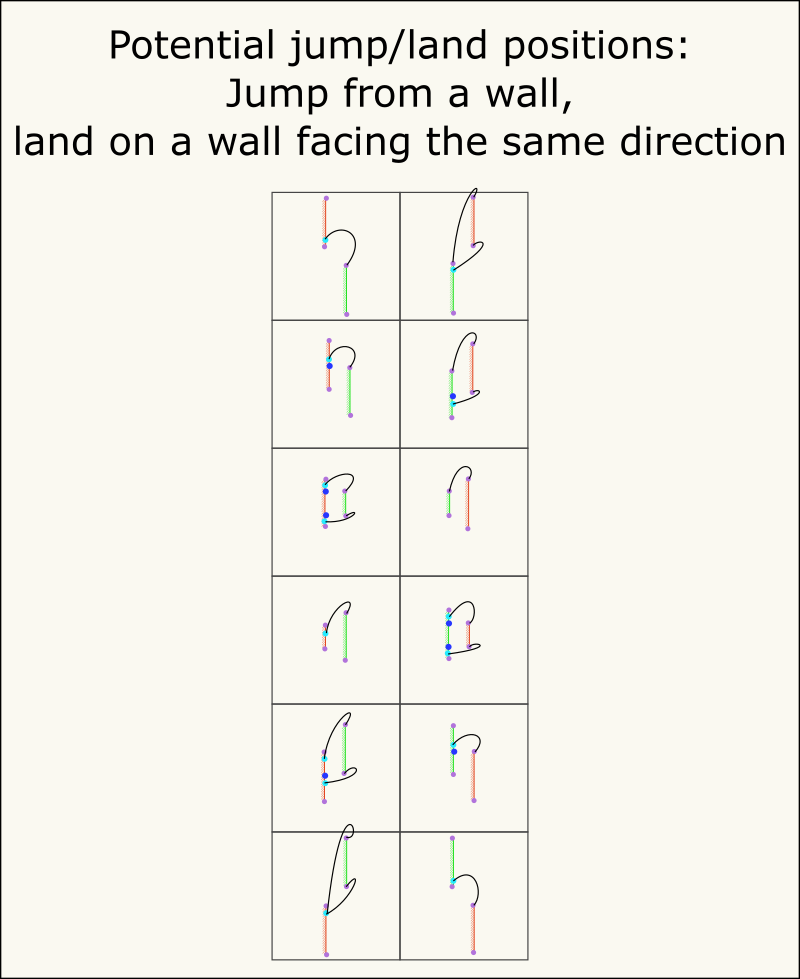 Potential jump/land positions:
Jump from a wall,
land on a wall facing the same direction